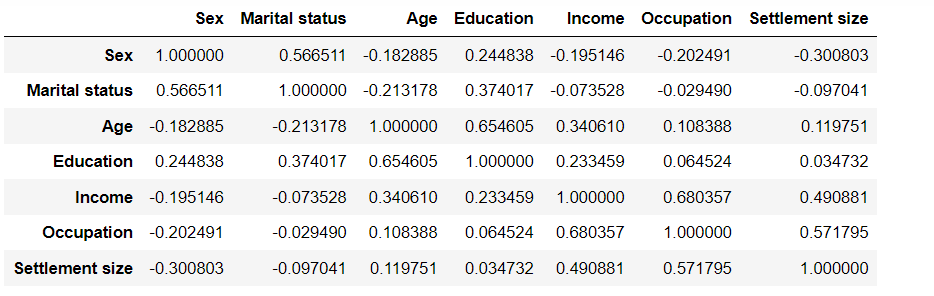 Sex Marital status Age Education Income Occupation Settlement size
Sex 1.000000 0.566511 -0.182885 0.244838 -0.195146 -0.202491 -0.300803
Marital status 0.566511 1.000000 -0.213178 0.374017 -0.073528 -0.029490 -0.097041
Age -0.182885 -0.213178 1.000000 0.654605 0.340610 0.108388 0.119751
Education 0.244838 0.374017 0.654605 1.000000 0.233459 0.064524 0.034732
Income -0.195146 -0.073528 0.340610 0.233459 1.000000 0.680357 0.490881
Occupation -0.202491 -0.029490 0.108388 0.064524 0.680357 1.000000 0.571795
Settlement size -0.300803 -0.097041 0.119751 0.034732 0.490881 0.571795 1.000000